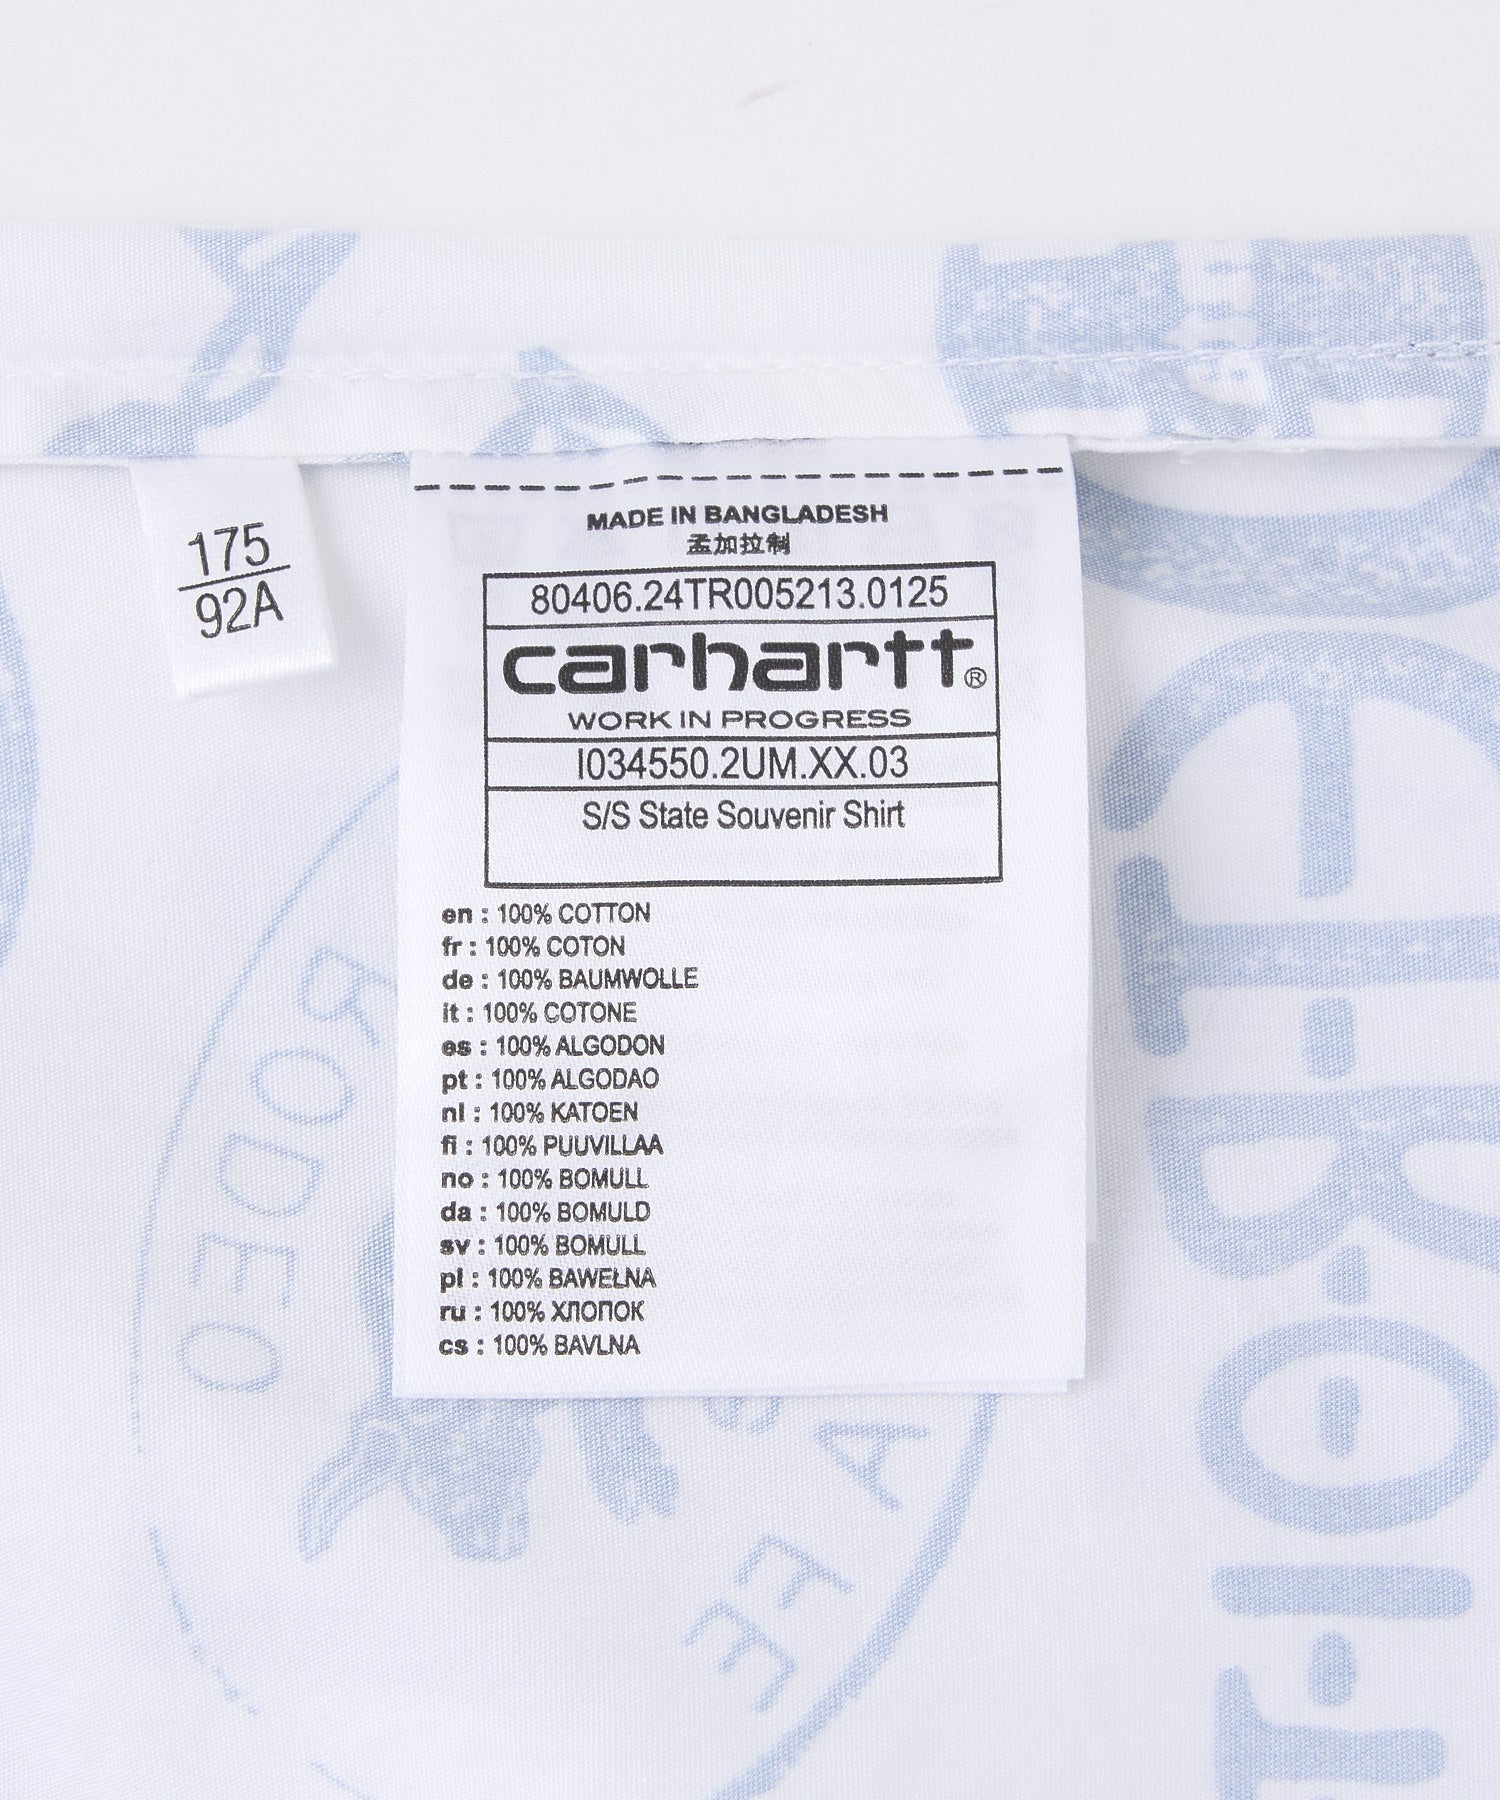 175
92A
MADE IN BANGLADESH
孟加拉制
80406.24TR005213.0125
carhartt®
WORK IN PROGRESS
I034550.2UM.XX.03
S/S State Souvenir Shirt
en : 100% COTTON
fr : 100% COTON
de : 100% BAUMWOLLE
it : 100% COTONE
es : 100% ALGODON
pt : 100% ALGODAO
nl : 100% KATOEN
fi : 100% PUUVILLAA
no : 100% BOMULL
da : 100% BOMULD
sv : 100% BOMULL
pl : 100% BAWEŁNA
ru : 100% ХЛОПОК
cs : 100% BAVLNA
RODEO